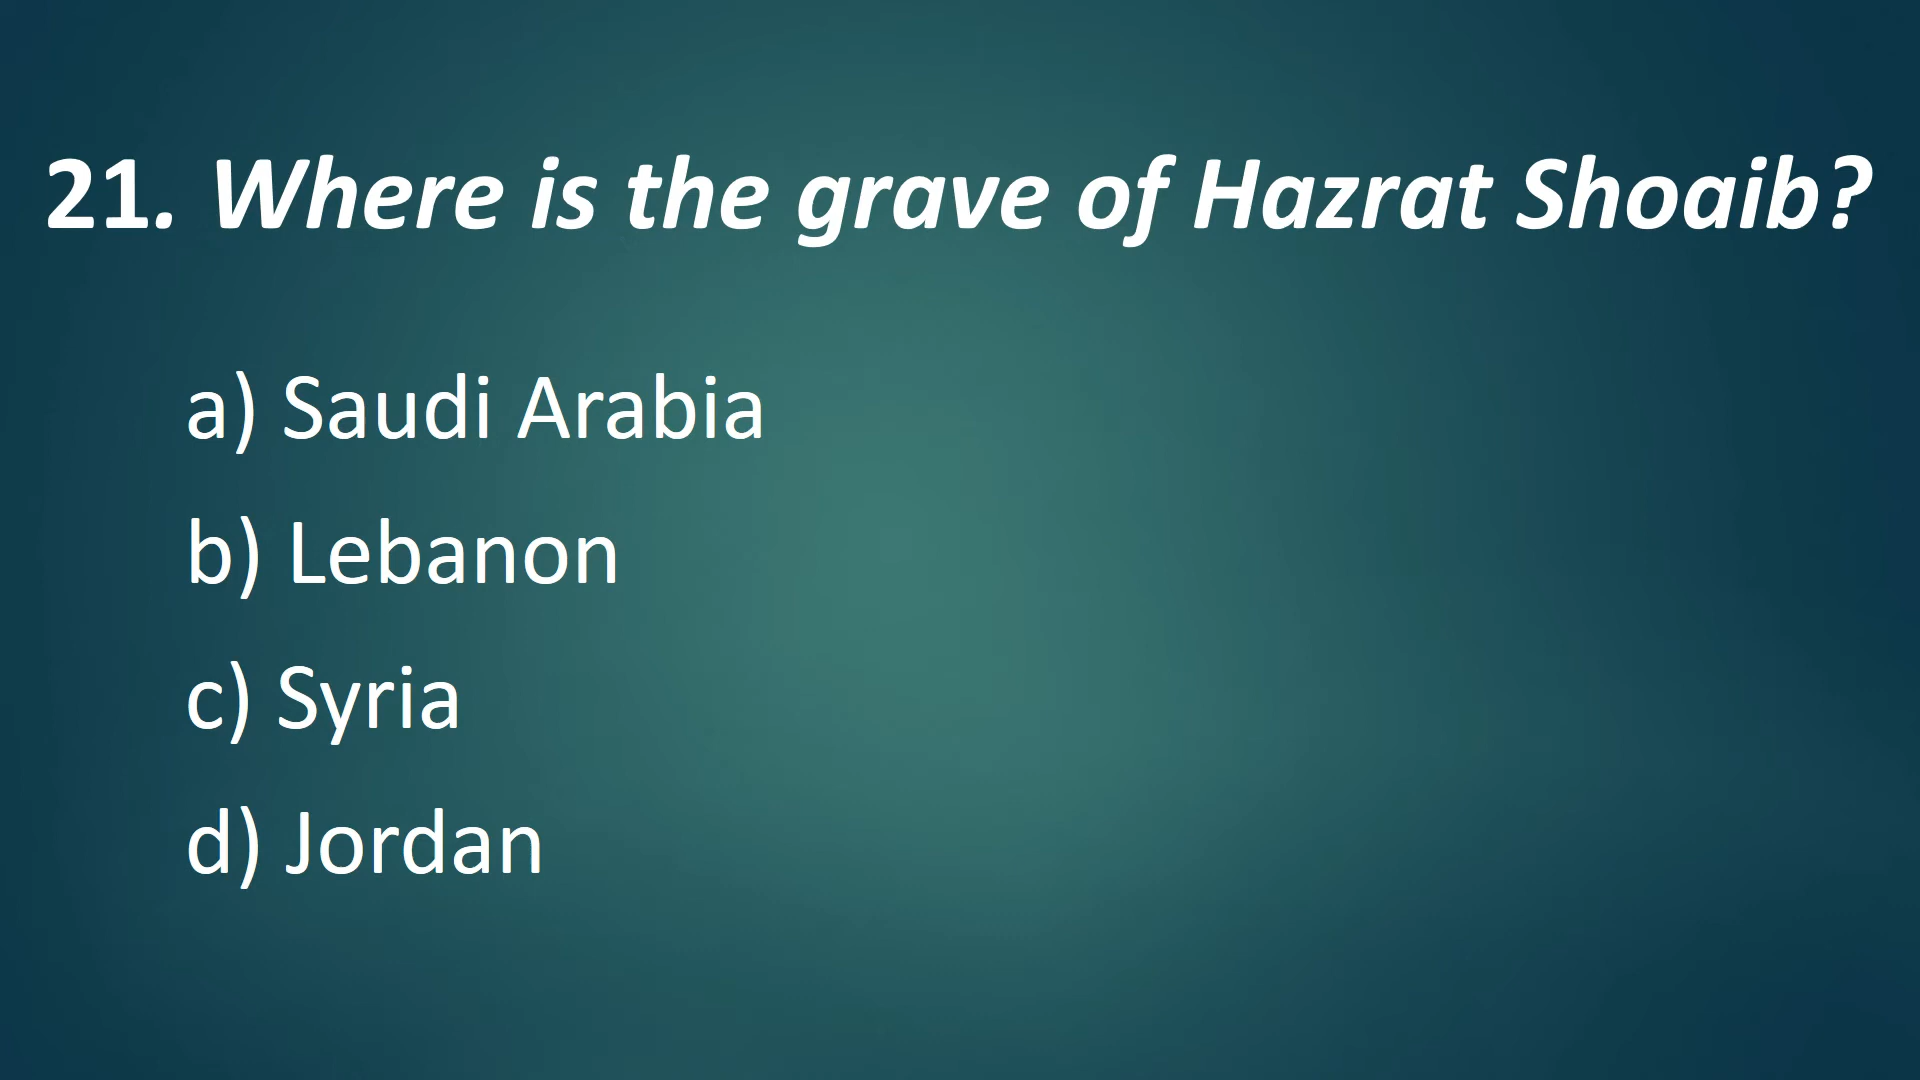 21. Where is the grave of Hazrat Shoaib?
a) Saudi Arabia
b) Lebanon
c) Syria
d) Jordan